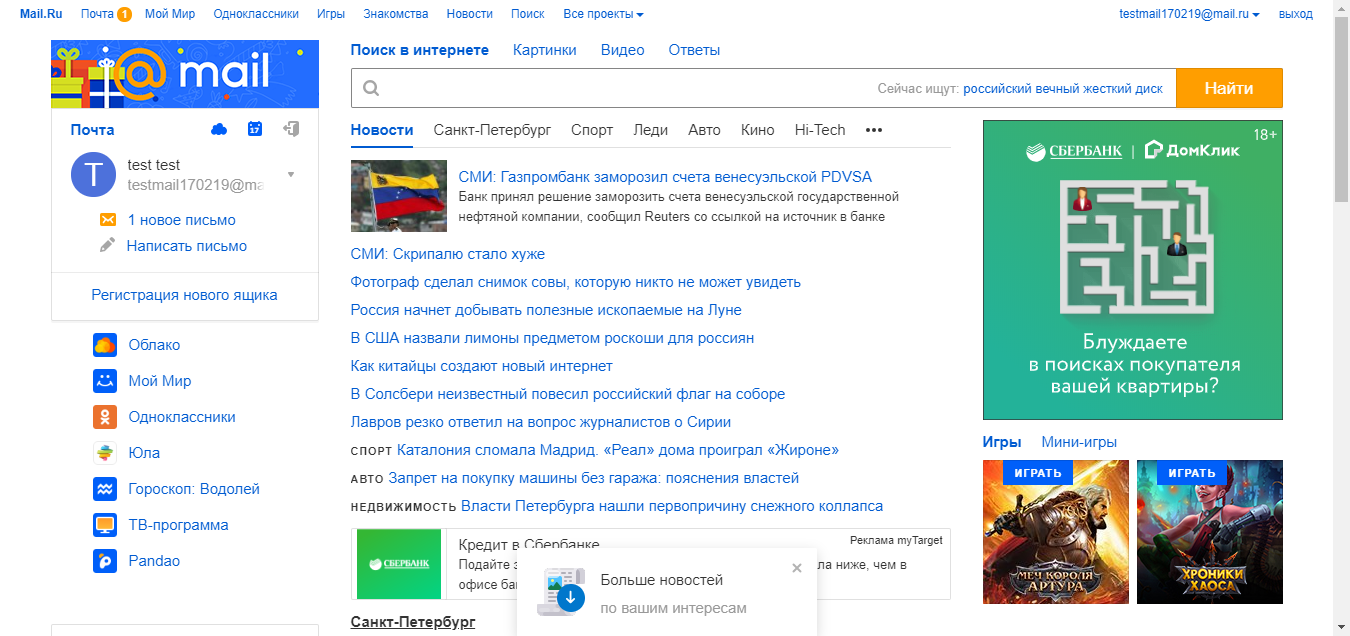 Mail.Ru Почта 1 Мой Мир Одноклассники Игры Знакомства Новости Поиск Все проекты testmail170219@mail.ru выход
mail
Почта 17
T
test test
testmail170219@ma
1 новое письмо
Написать письмо
Регистрация нового ящика
Облако
Мой Мир
Одноклассники
Юла
Гороскоп: Водолей
ТВ-программа
Pandao
Поиск в интернете Картинки Видео Ответы
Сейчас ищут: российский вечный жесткий диск Найти
Новости Санкт-Петербург Спорт Леди Авто Кино Hi-Tech •••
СМИ: Газпромбанк заморозил счета венесуэльской PDVSA
Банк принял решение заморозить счета венесуэльской государственной
нефтяной компании, сообщил Reuters со ссылкой на источник в банке
СМИ: Скрипалю стало хуже
Фотограф сделал снимок совы, которую никто не может увидеть
Россия начнет добывать полезные ископаемые на Луне
В США назвали лимоны предметом роскоши для россиян
Как китайцы создают новый интернет
В Солсбери неизвестный повесил российский флаг на соборе
Лавров резко ответил на вопрос журналистов о Сирии
СПОРТ Каталония сломала Мадрид. «Реал» дома проиграл «Жироне»
АВТО Запрет на покупку машины без гаража: пояснения властей
НЕДВИЖИМОСТЬ Власти Петербурга нашли первопричину снежного коллапса
СБЕРБАНК
Кредит в Сбербанке Реклама myTarget
Подайте ла ниже, чем в
офисе
Больше новостей
по вашим интересам
Санкт-Петербург
18+
СБЕРБАНК | ДомКлик
Блуждаете
в поисках покупателя
вашей квартиры?
Игры Мини-игры
ИГРАТЬ
МЕЧ КОРОЛЯ
АРТУРА
ИГРАТЬ
ХРОНИКИ
ХАОСА